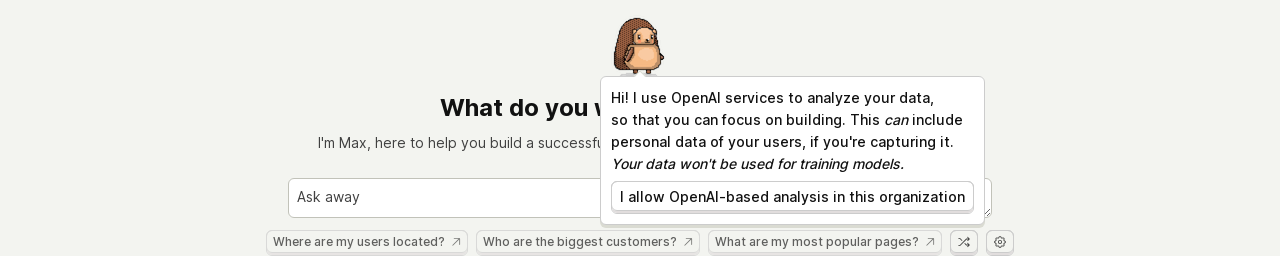 What do you w
I'm Max, here to help you build a successfu
Hi! I use OpenAI services to analyze your data,
so that you can focus on building. This can include
personal data of your users, if you're capturing it.
Your data won't be used for training models.
I allow OpenAI-based analysis in this organization
Ask away
Where are my users located?
Who are the biggest customers?
What are my most popular pages?